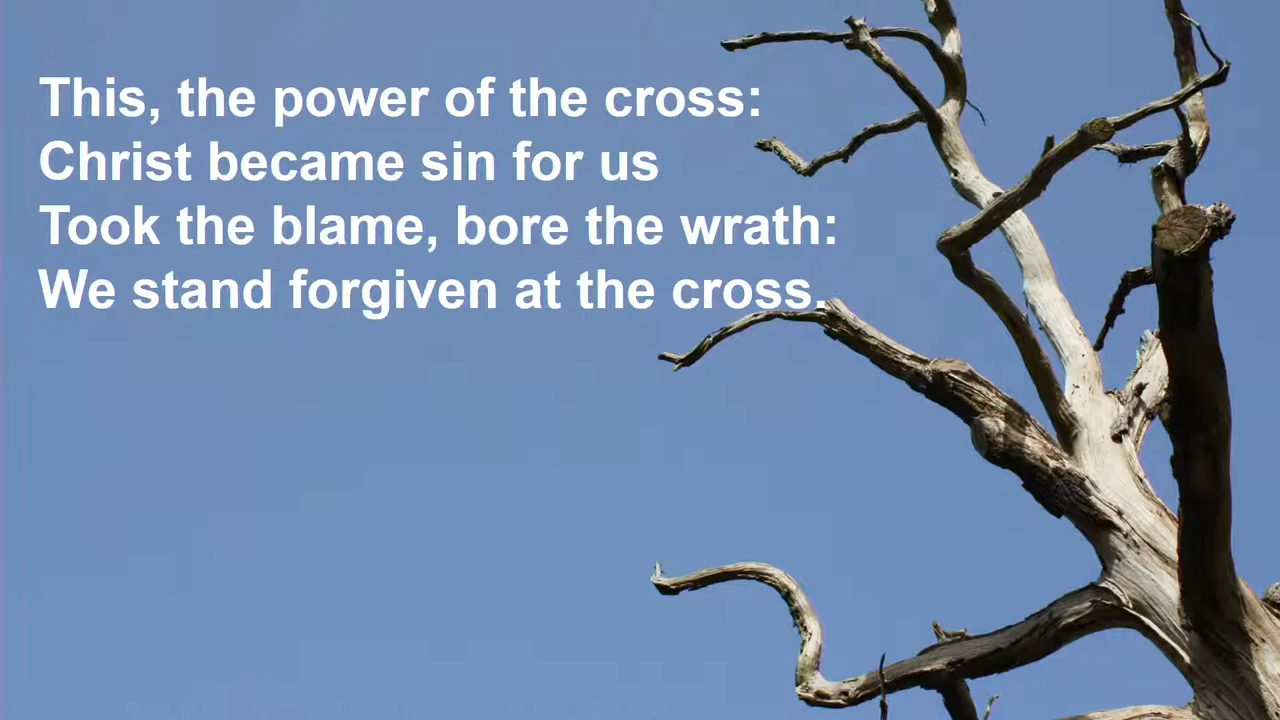 This, the power of the cross:
Christ became sin for us
Took the blame, bore the wrath:
We stand forgiven at the cross.